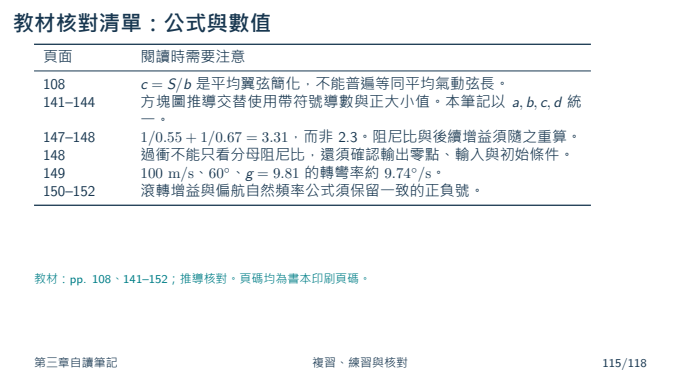 教材核對清單：公式與數值
頁面 閱讀時需要注意
108 c = S/b 是平均翼弦簡化，不能普遍等同平均氣動弦長。
141–144 方塊圖推導交替使用帶符號導數與正大小值。本筆記以 a, b, c, d 統
一。
147–148 1/0.55 + 1/0.67 = 3.31，而非 2.3。阻尼比與後續增益須隨之重算。
148 過衝不能只看分母阻尼比，還須確認輸出零點、輸入與初始條件。
149 100 m/s、60°、g = 9.81 的轉彎率約 9.74°/s。
150–152 滾轉增益與偏航自然頻率公式須保留一致的正負號。
教材：pp. 108、141–152；推導核對。頁碼均為書本印刷頁碼。
第三章自讀筆記 複習、練習與核對 115/118